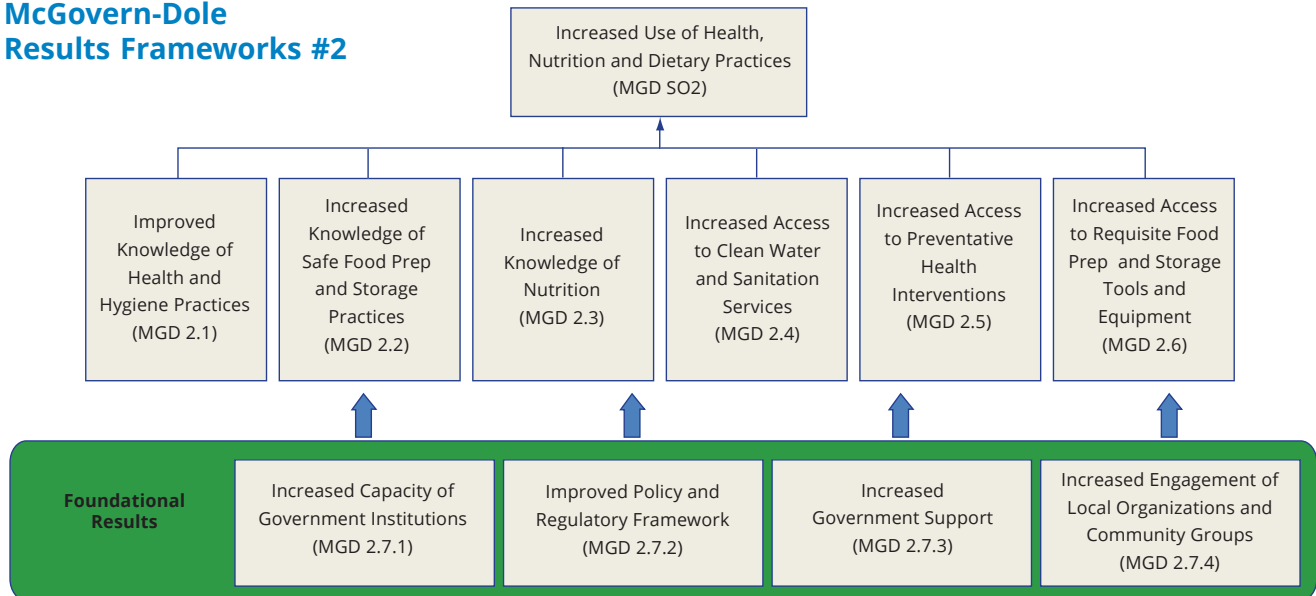 McGovern-Dole
Results Frameworks #2
Increased Use of Health,
Nutrition and Dietary Practices
(MGD SO2)
Improved
Knowledge of
Health and
Hygiene Practices
(MGD 2.1)
Increased
Knowledge of
Safe Food Prep
and Storage
Practices
(MGD 2.2)
Increased
Knowledge of
Nutrition
(MGD 2.3)
Increased Access
to Clean Water
and Sanitation
Services
(MGD 2.4)
Increased Access
to Preventative
Health
Interventions
(MGD 2.5)
Increased Access
to Requisite Food
Prep and Storage
Tools and
Equipment
(MGD 2.6)
Foundational
Results
Increased Capacity of
Government Institutions
(MGD 2.7.1)
Improved Policy and
Regulatory Framework
(MGD 2.7.2)
Increased
Government Support
(MGD 2.7.3)
Increased Engagement of
Local Organizations and
Community Groups
(MGD 2.7.4)